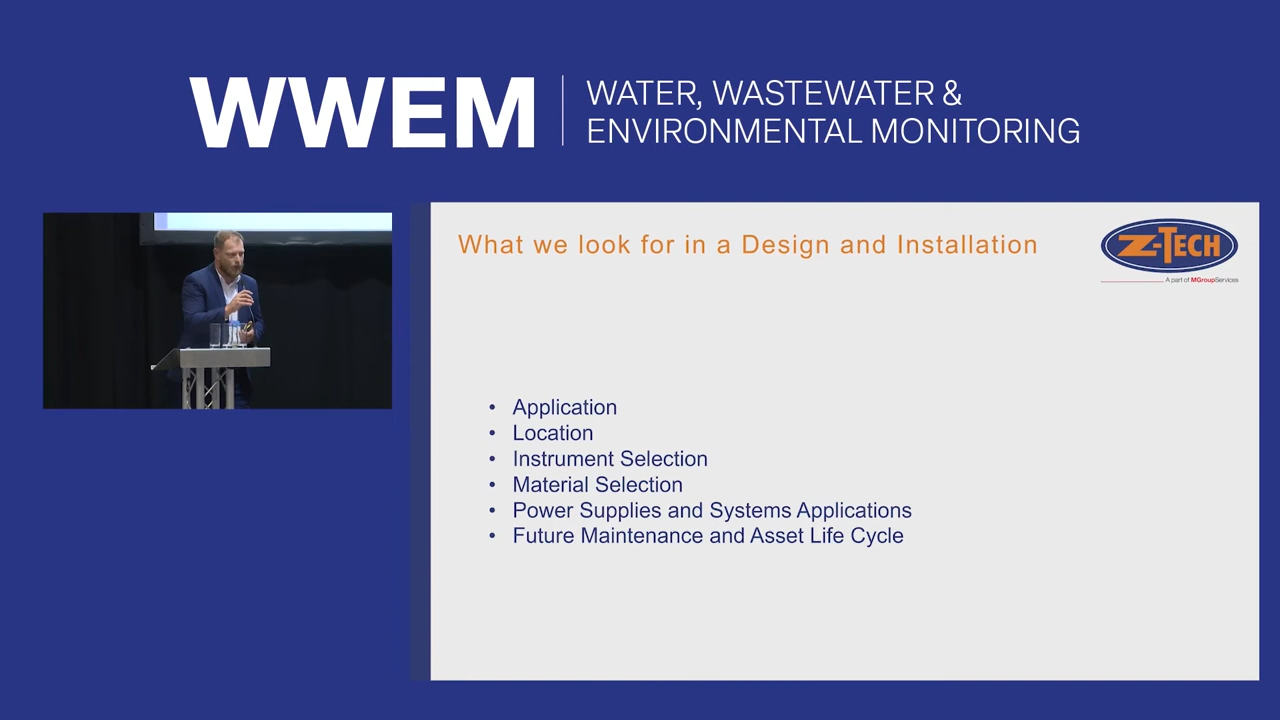 WWEM
WATER, WASTEWATER &
ENVIRONMENTAL MONITORING
What we look for in a Design and Installation
Z-TECH
A part of MGroupServices
• Application
• Location
• Instrument Selection
• Material Selection
• Power Supplies and Systems Applications
• Future Maintenance and Asset Life Cycle